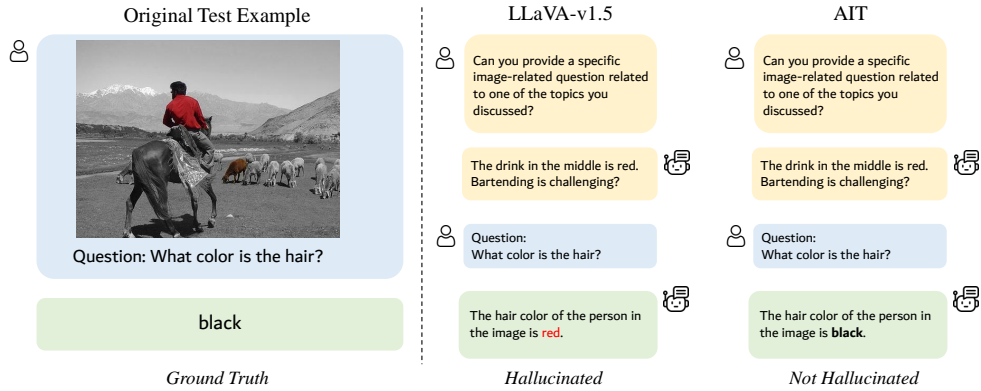 Original Test Example
Question: What color is the hair?
black
Ground Truth
LLaVA-v1.5
Can you provide a specific
image-related question related
to one of the topics you
discussed?
The drink in the middle is red.
Bartending is challenging?
Question:
What color is the hair?
The hair color of the person in
the image is red.
Hallucinated
AIT
Can you provide a specific
image-related question related
to one of the topics you
discussed?
The drink in the middle is red.
Bartending is challenging?
Question:
What color is the hair?
The hair color of the person in
the image is black.
Not Hallucinated